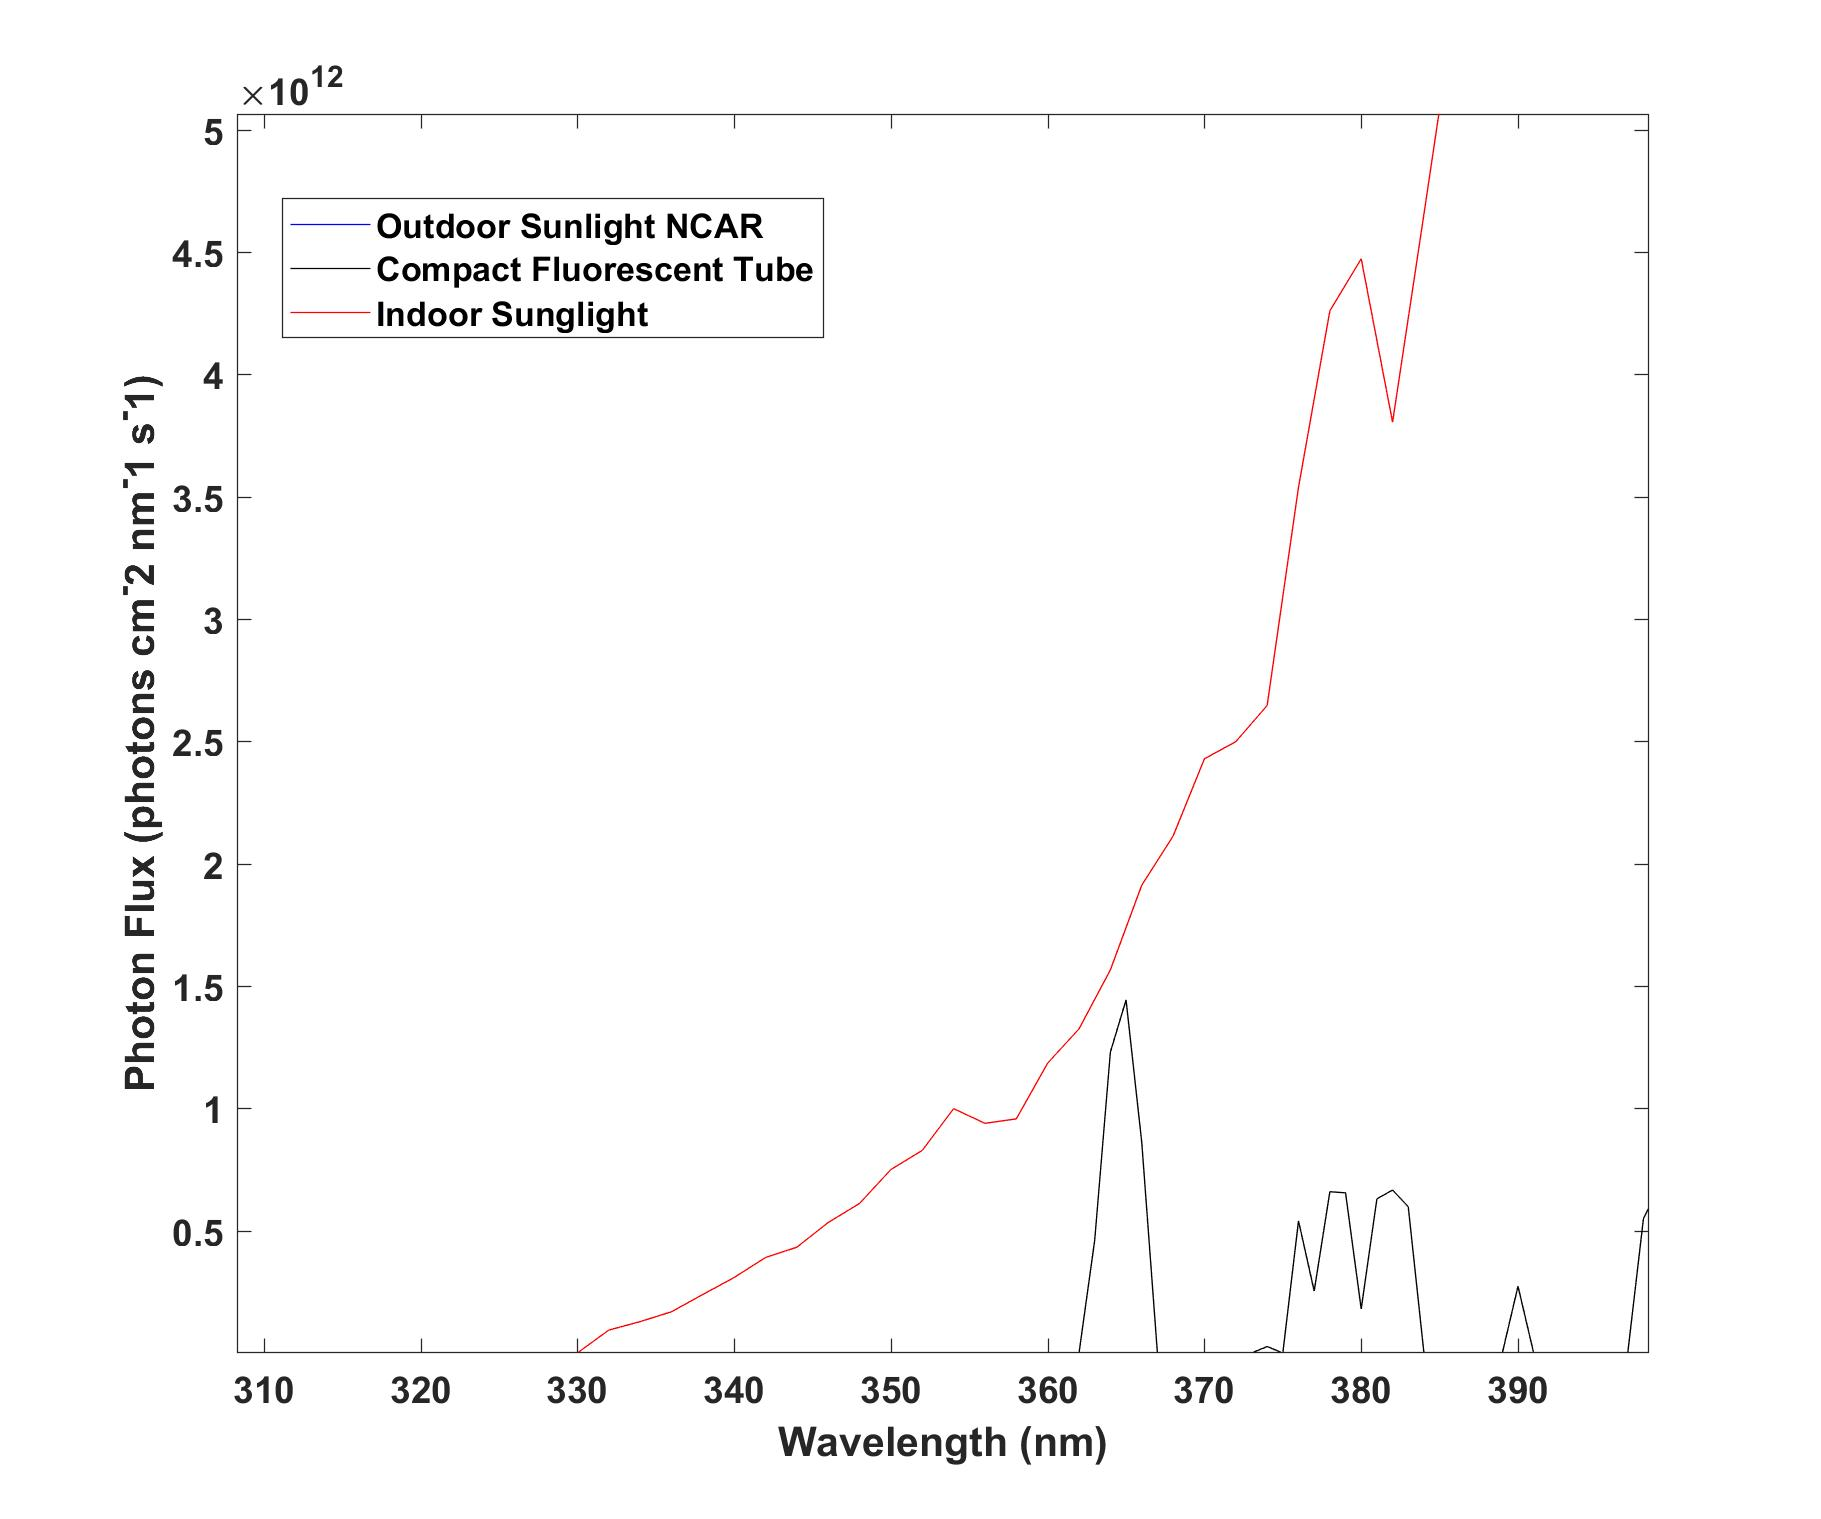 ×10^12
5
4.5
4
3.5
3
2.5
2
1.5
1
0.5
Outdoor Sunlight NCAR
Compact Fluorescent Tube
Indoor Sunglight
Photon Flux (photons cm⁻2 nm⁻1 s⁻1)
310 320 330 340 350 360 370 380 390
Wavelength (nm)